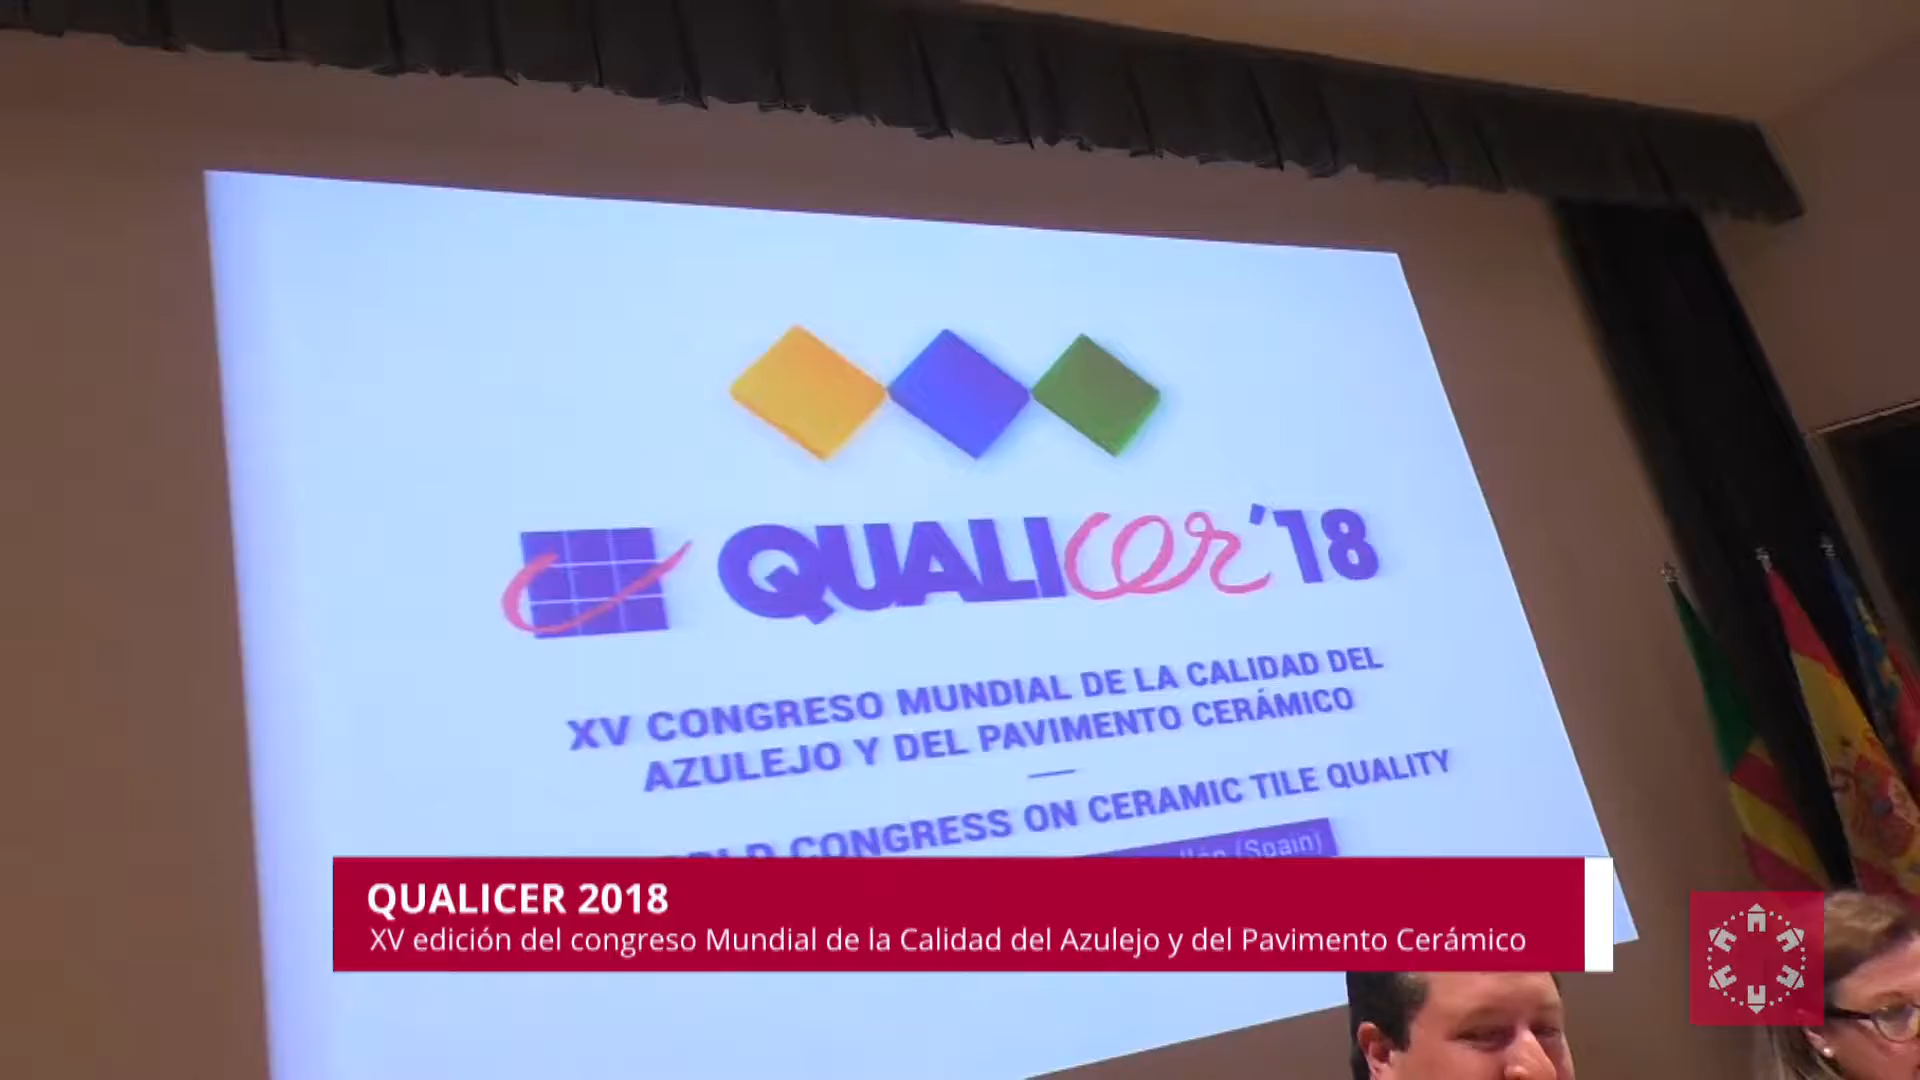 QUALIcer'18
XV CONGRESO MUNDIAL DE LA CALIDAD DEL
AZULEJO Y DEL PAVIMENTO CERÁMICO
CONGRESS ON CERAMIC TILE QUALITY
(Spain)
QUALICER 2018
XV edición del congreso Mundial de la Calidad del Azulejo y del Pavimento Cerámico